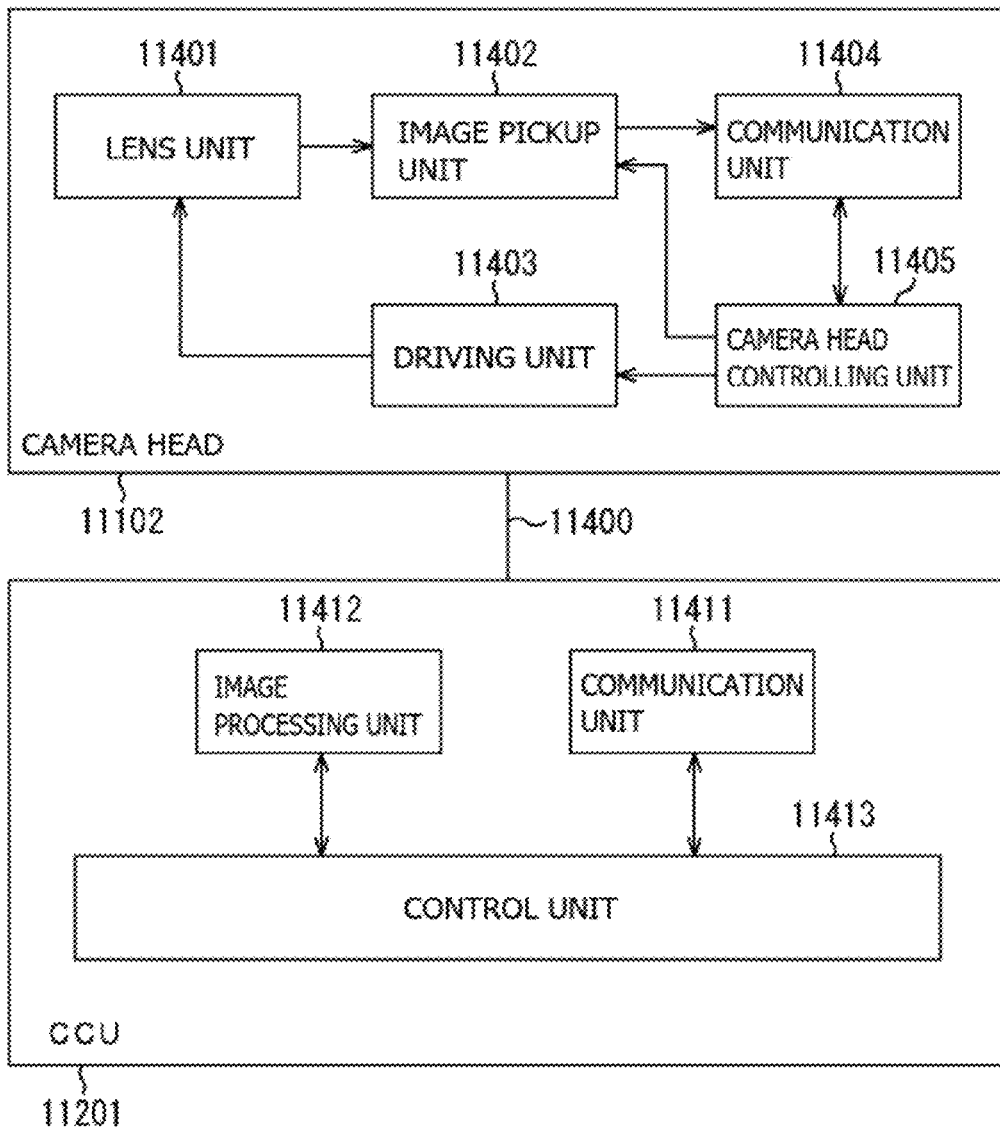 11401
11402
11404
LENS UNIT
IMAGE PICKUP
UNIT
COMMUNICATION
UNIT
11403
11405
DRIVING UNIT
CAMERA HEAD
CONTROLLING UNIT
CAMERA HEAD
11102
11400
11412
11411
IMAGE
PROCESSING UNIT
COMMUNICATION
UNIT
11413
CONTROL UNIT
CCU
11201